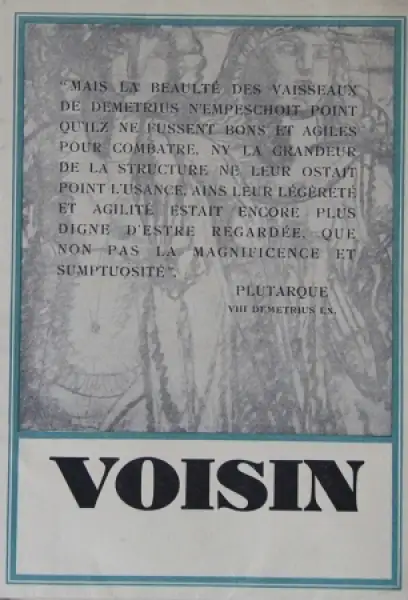 "MAIS LA BEAULTÉ DES VAISSEAUX
DE DEMETRIUS N'EMPESCHOIT POINT
QU'ILZ NE FUSSENT BONS ET AGILES
POUR COMBATRE, NY LA GRANDEUR
DE LA STRUCTURE NE LEUR OSTAIT
POINT L'USANCE, AINS LEUR LÉGÉRETÉ
ET AGILITÉ ESTAIT ENCORE PLUS
DIGNE D'ESTRE REGARDÉE, QUE
NON PAS LA MAGNIFICENCE ET
SUMPTUOSITÉ".
PLUTARQUE
VIII DEMETRIUS LX.
VOISIN